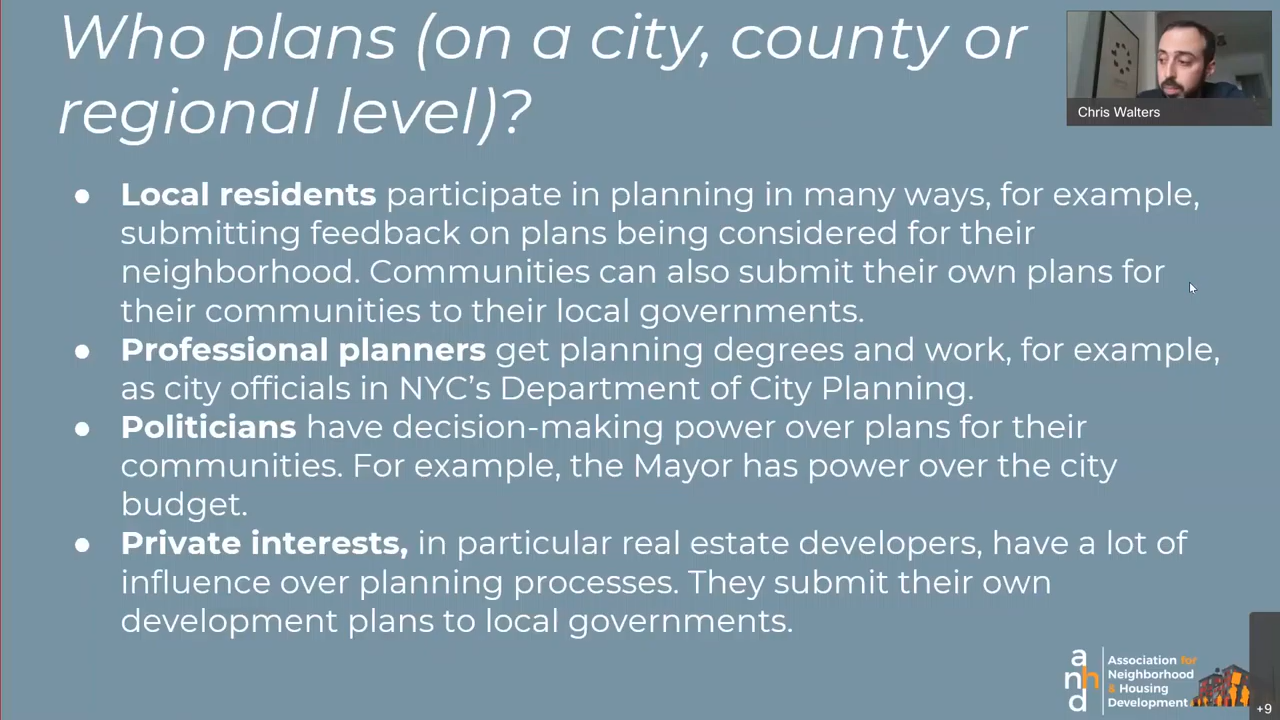 Who plans (on a city, county or
regional level)?
Chris Walters
● Local residents participate in planning in many ways, for example,
submitting feedback on plans being considered for their
neighborhood. Communities can also submit their own plans for
their communities to their local governments.
● Professional planners get planning degrees and work, for example,
as city officials in NYC’s Department of City Planning.
● Politicians have decision-making power over plans for their
communities. For example, the Mayor has power over the city
budget.
● Private interests, in particular real estate developers, have a lot of
influence over planning processes. They submit their own
development plans to local governments.
anhd
Association for
Neighborhood
& Housing
Development
+9